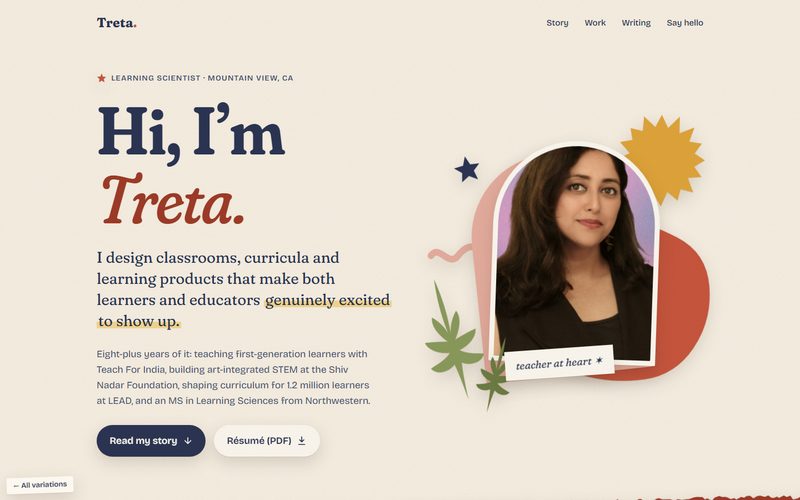 Treta.
Story Work Writing Say hello
LEARNING SCIENTIST · MOUNTAIN VIEW, CA
Hi, I’m
Treta.
I design classrooms, curricula and
learning products that make both
learners and educators genuinely excited
to show up.
Eight-plus years of it: teaching first-generation learners with
Teach For India, building art-integrated STEM at the Shiv
Nadar Foundation, shaping curriculum for 1.2 million learners
at LEAD, and an MS in Learning Sciences from Northwestern.
Read my story ↓ Résumé (PDF)
teacher at heart ✶
← All variations